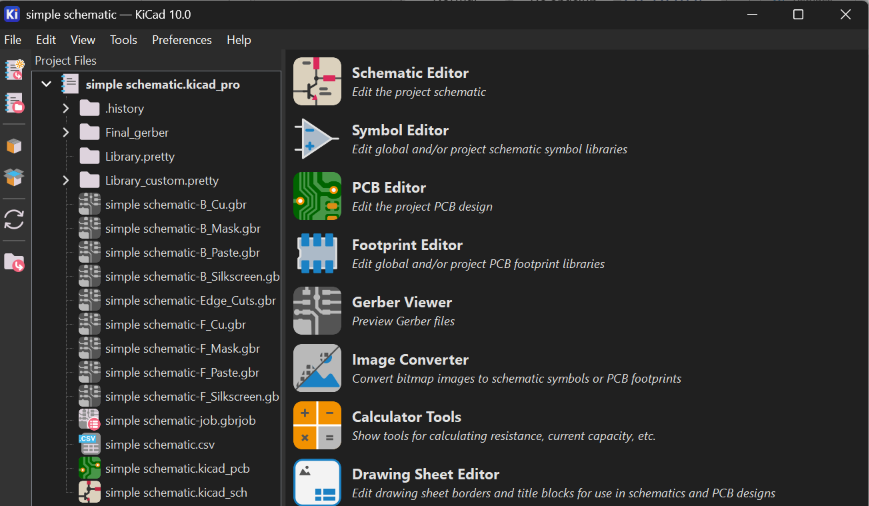 Ki simple schematic — KiCad 10.0
File Edit View Tools Preferences Help
Project Files
simple schematic.kicad_pro
.history
Final_gerber
Library.pretty
Library_custom.pretty
simple schematic-B_Cu.gbr
simple schematic-B_Mask.gbr
simple schematic-B_Paste.gbr
simple schematic-B_Silkscreen.gb
simple schematic-Edge_Cuts.gbr
simple schematic-F_Cu.gbr
simple schematic-F_Mask.gbr
simple schematic-F_Paste.gbr
simple schematic-F_Silkscreen.gb
simple schematic-job.gbrjob
.CSV simple schematic.csv
simple schematic.kicad_pcb
simple schematic.kicad_sch
Schematic Editor
Edit the project schematic
Symbol Editor
Edit global and/or project schematic symbol libraries
PCB Editor
Edit the project PCB design
Footprint Editor
Edit global and/or project PCB footprint libraries
Gerber Viewer
Preview Gerber files
Image Converter
Convert bitmap images to schematic symbols or PCB footprints
Calculator Tools
Show tools for calculating resistance, current capacity, etc.
Drawing Sheet Editor
Edit drawing sheet borders and title blocks for use in schematics and PCB designs